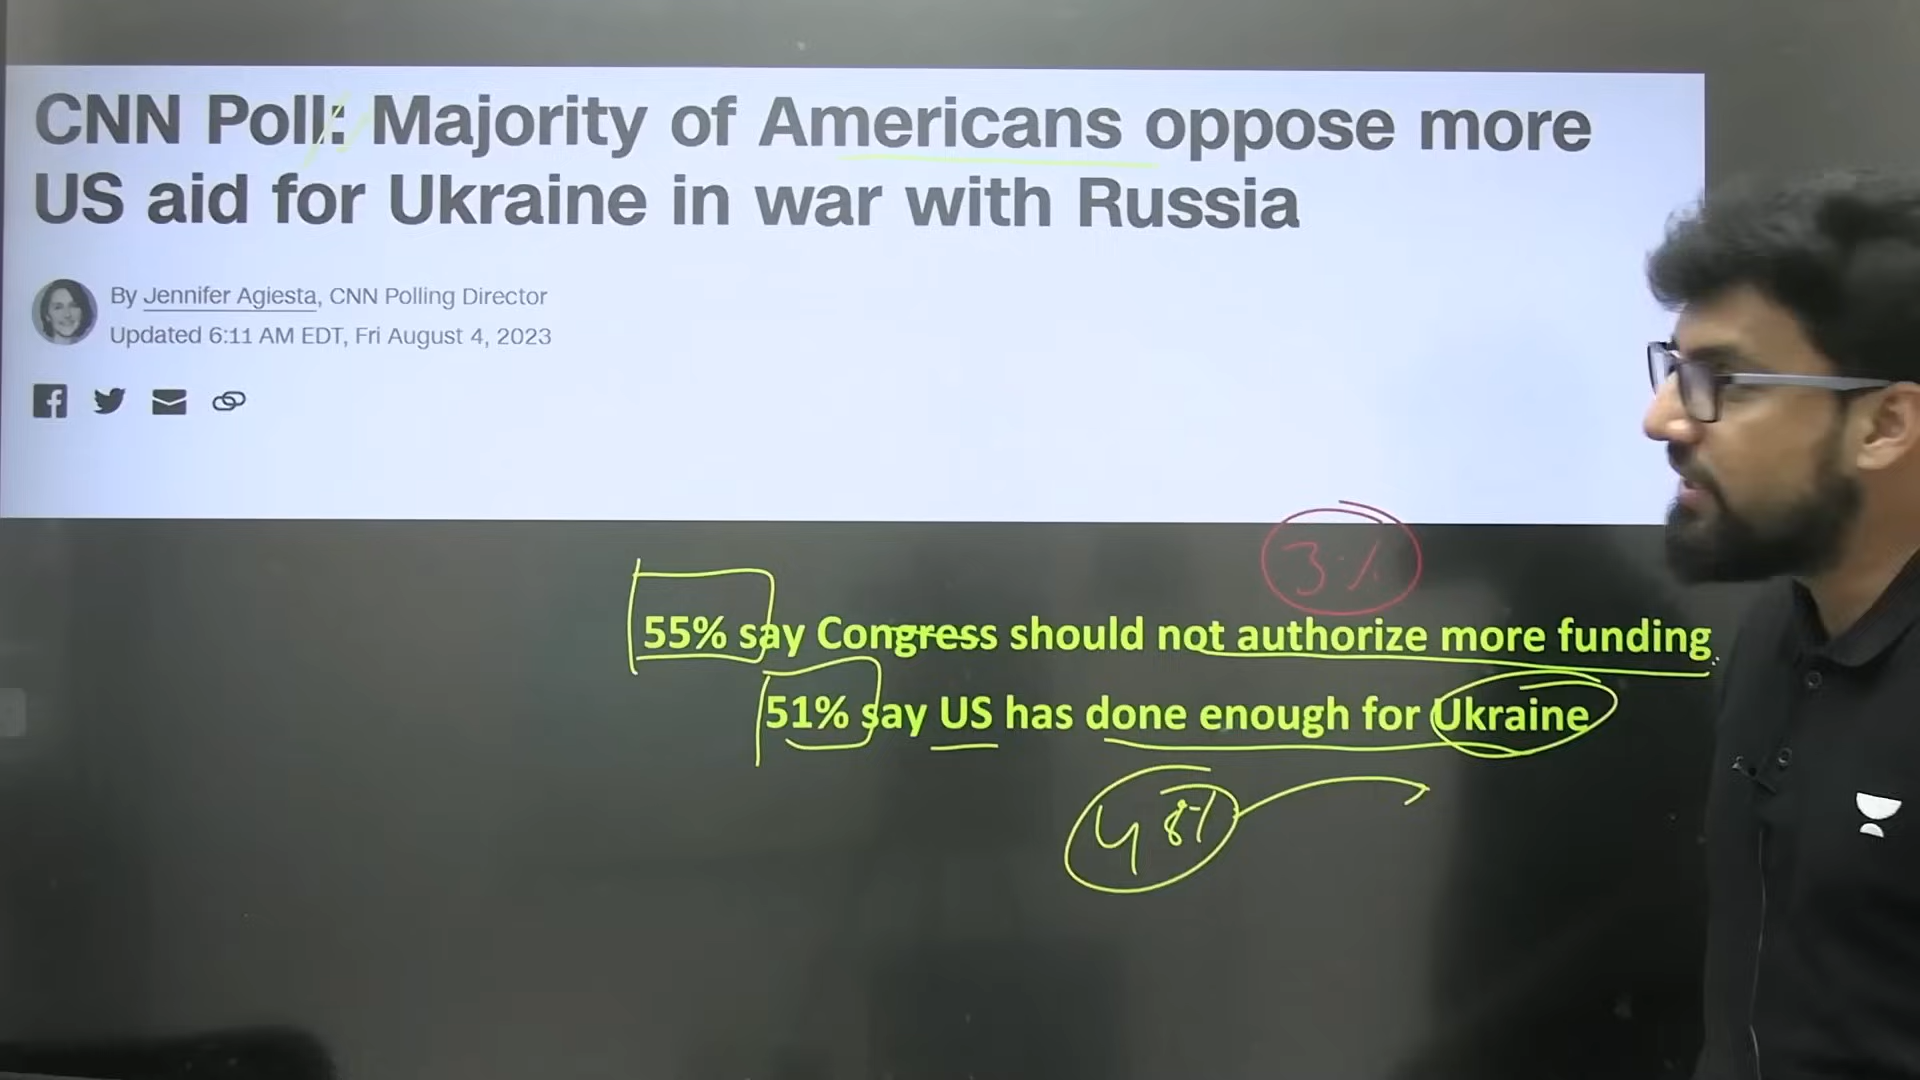 CNN Poll: Majority of Americans oppose more
US aid for Ukraine in war with Russia
By Jennifer Agiesta, CNN Polling Director
Updated 6:11 AM EDT, Fri August 4, 2023
3%
55% say Congress should not authorize more funding
51% say US has done enough for Ukraine
48%